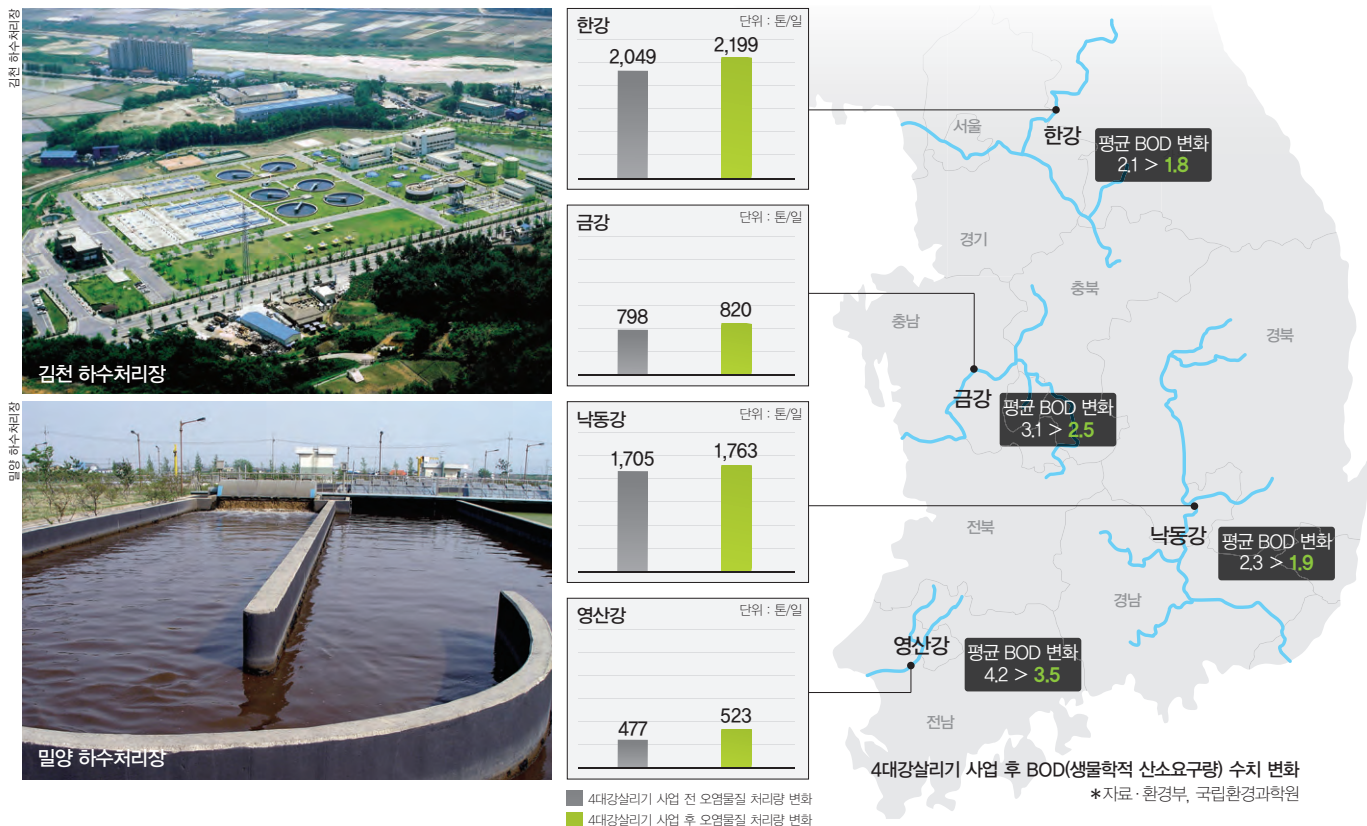 김천 하수처리장
김천 하수처리장
밀양 하수처리장
밀양 하수처리장
한강
단위 : 톤/일
2,049
2,199
금강
단위 : 톤/일
798
820
낙동강
단위 : 톤/일
1,705
1,763
영산강
단위 : 톤/일
477
523
4대강살리기 사업 전 오염물질 처리량 변화
4대강살리기 사업 후 오염물질 처리량 변화
서울
한강
평균 BOD 변화
2.1 > 1.8
경기
충북
충남
경북
금강
평균 BOD 변화
3.1 > 2.5
전북
낙동강
평균 BOD 변화
2.3 > 1.9
경남
영산강
평균 BOD 변화
4.2 > 3.5
전남
4대강살리기 사업 후 BOD(생물학적 산소요구량) 수치 변화
*자료·환경부, 국립환경과학원